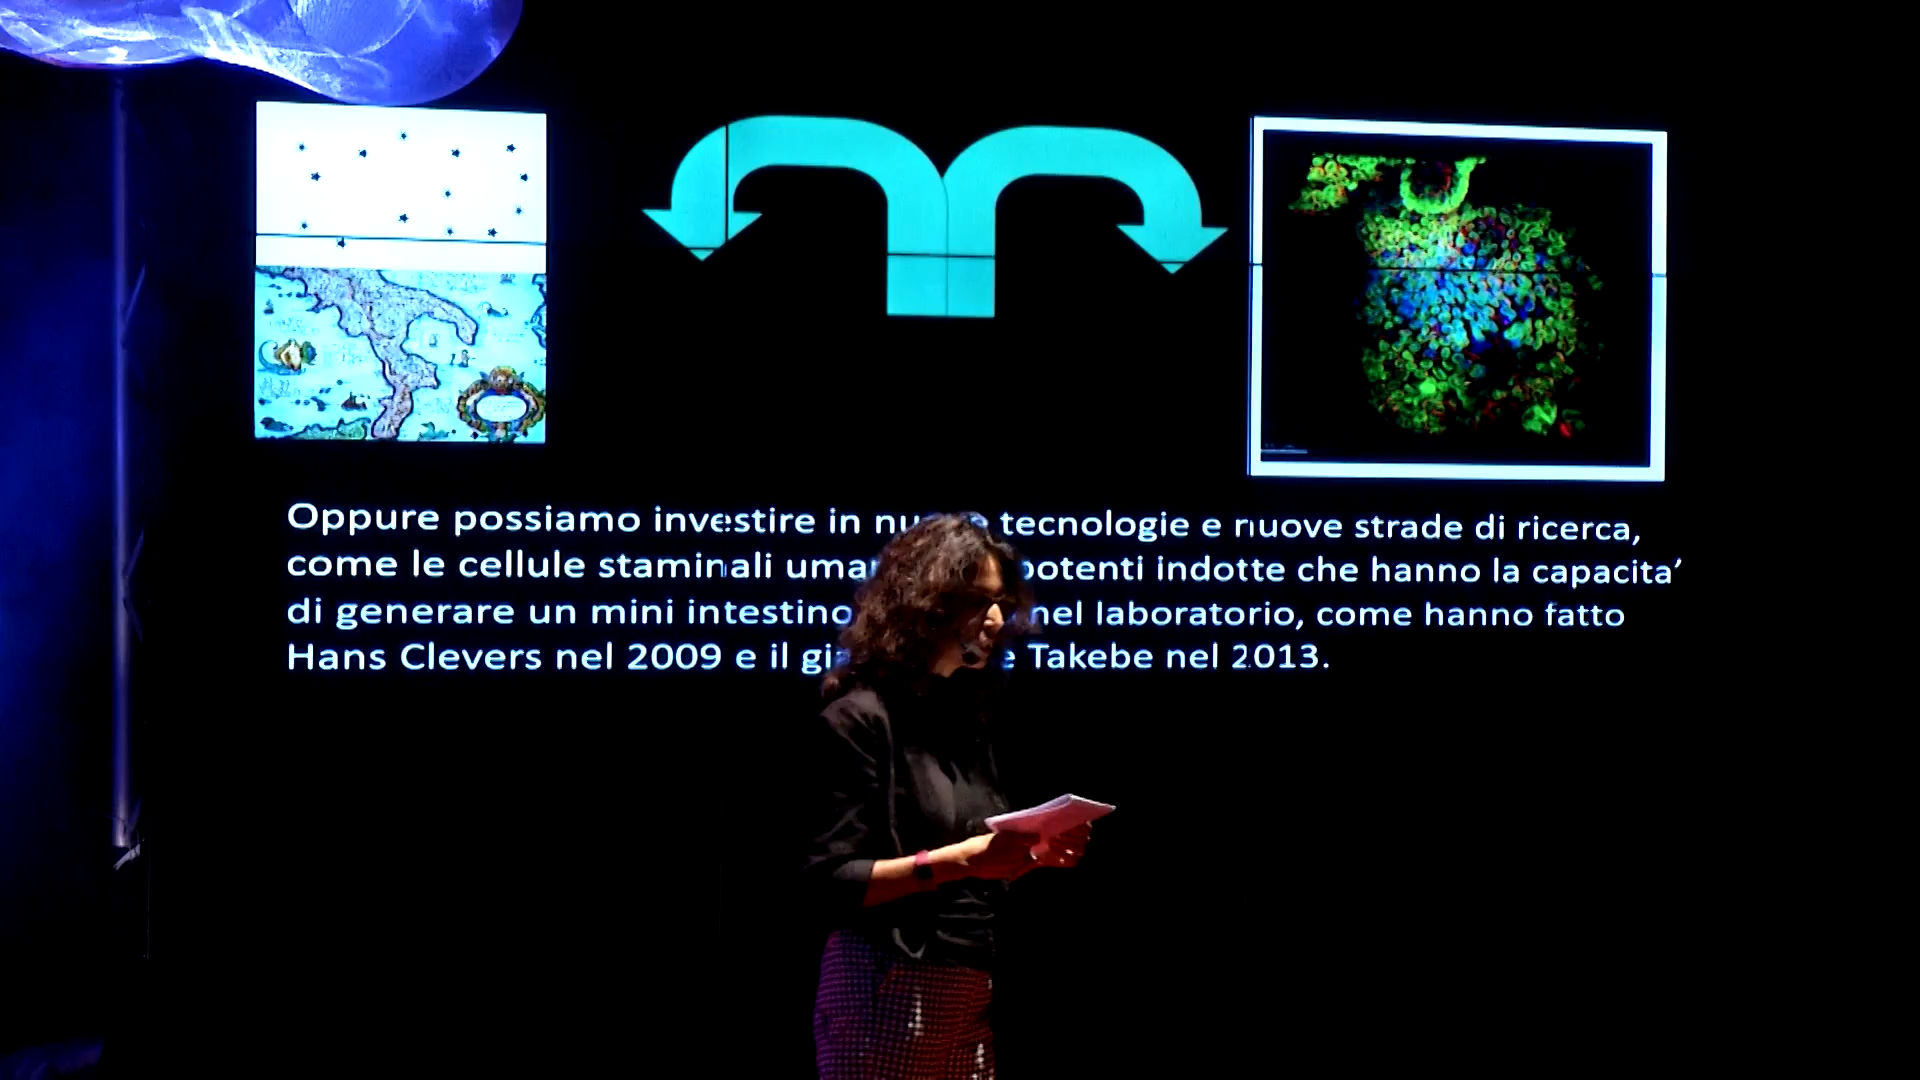 Oppure possiamo investire in tecnologie e nuove strade di ricerca,
come le cellule staminali indotte che hanno la capacita’
di generare un mini intestino nel laboratorio, come hanno fatto
Hans Clevers nel 2009 e il Takebe nel 2013.